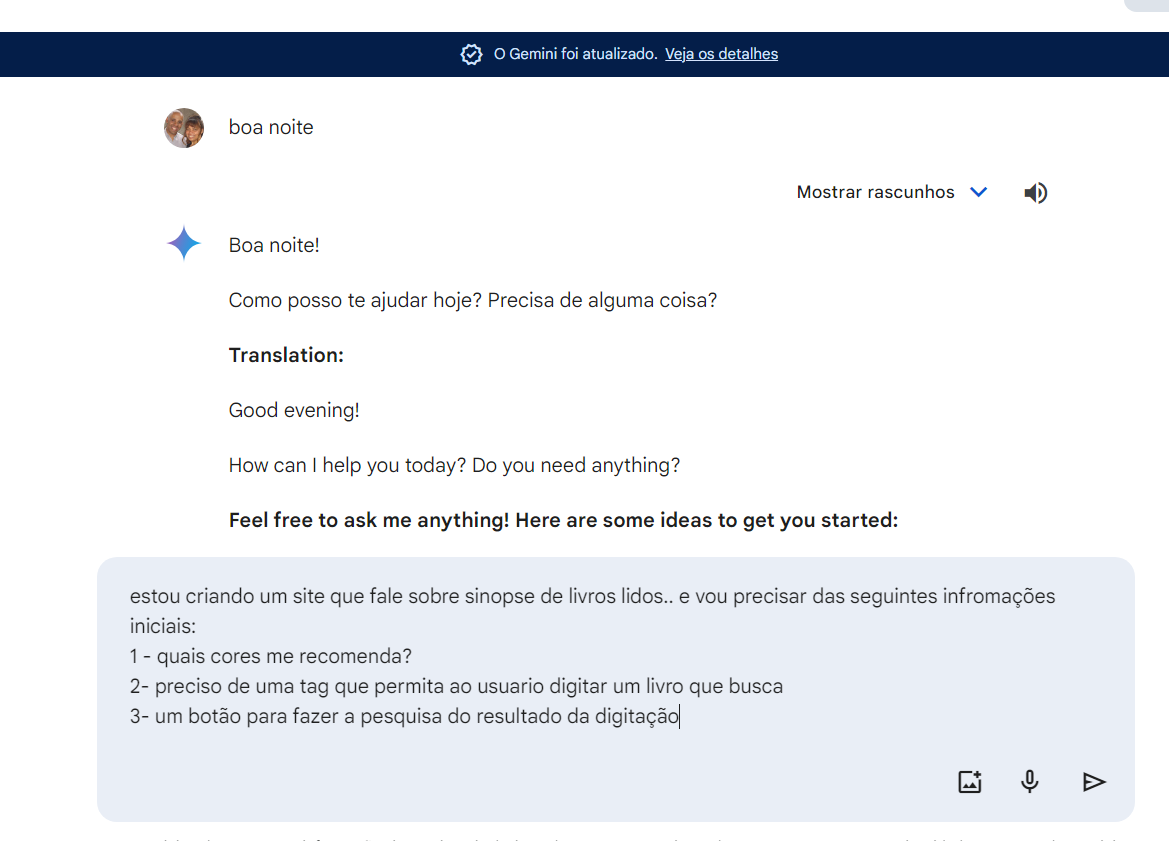 O Gemini foi atualizado. Veja os detalhes
boa noite
Mostrar rascunhos
Boa noite!
Como posso te ajudar hoje? Precisa de alguma coisa?
Translation:
Good evening!
How can I help you today? Do you need anything?
Feel free to ask me anything! Here are some ideas to get you started:
estou criando um site que fale sobre sinopse de livros lidos.. e vou precisar das seguintes infromações
iniciais:
1 - quais cores me recomenda?
2- preciso de uma tag que permita ao usuario digitar um livro que busca
3- um botão para fazer a pesquisa do resultado da digitação